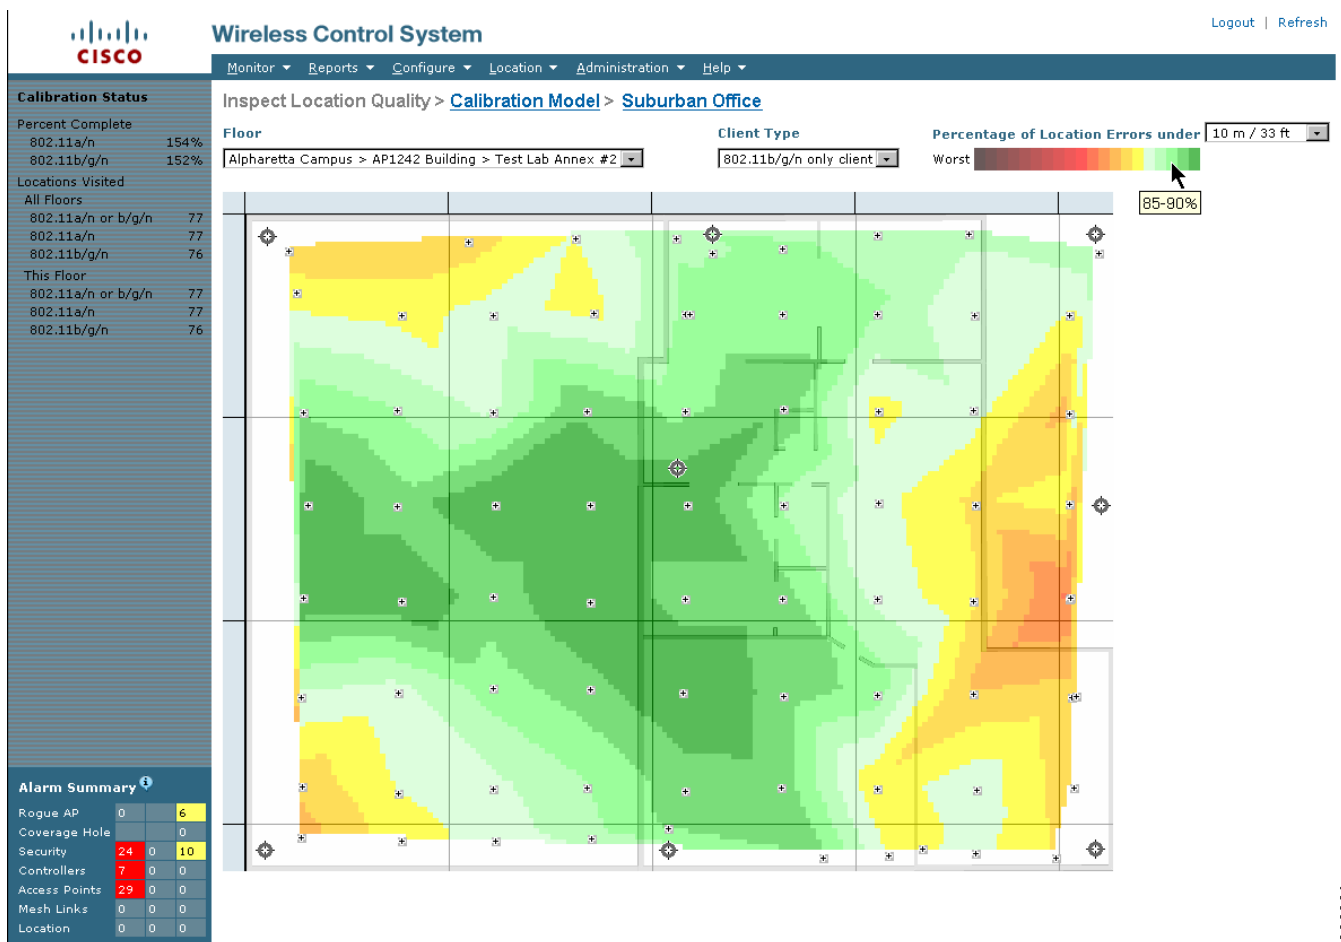 Logout | Refresh
CISCO
Wireless Control System
Monitor Reports Configure Location Administration Help
Calibration Status
Percent Complete
802.11a/n 154%
802.11b/g/n 152%
Locations Visited
All Floors
802.11a/n or b/g/n 77
802.11a/n 77
802.11b/g/n 76
This Floor
802.11a/n or b/g/n 77
802.11a/n 77
802.11b/g/n 76
Inspect Location Quality > Calibration Model > Suburban Office
Floor
Alpharetta Campus > AP1242 Building > Test Lab Annex #2
Client Type
802.11b/g/n only client
Percentage of Location Errors under 10 m / 33 ft
Worst
85-90%
Alarm Summary
Rogue AP 0 6
Coverage Hole 0
Security 24 0 10
Controllers 7 0 0
Access Points 29 0 0
Mesh Links 0 0 0
Location 0 0 0